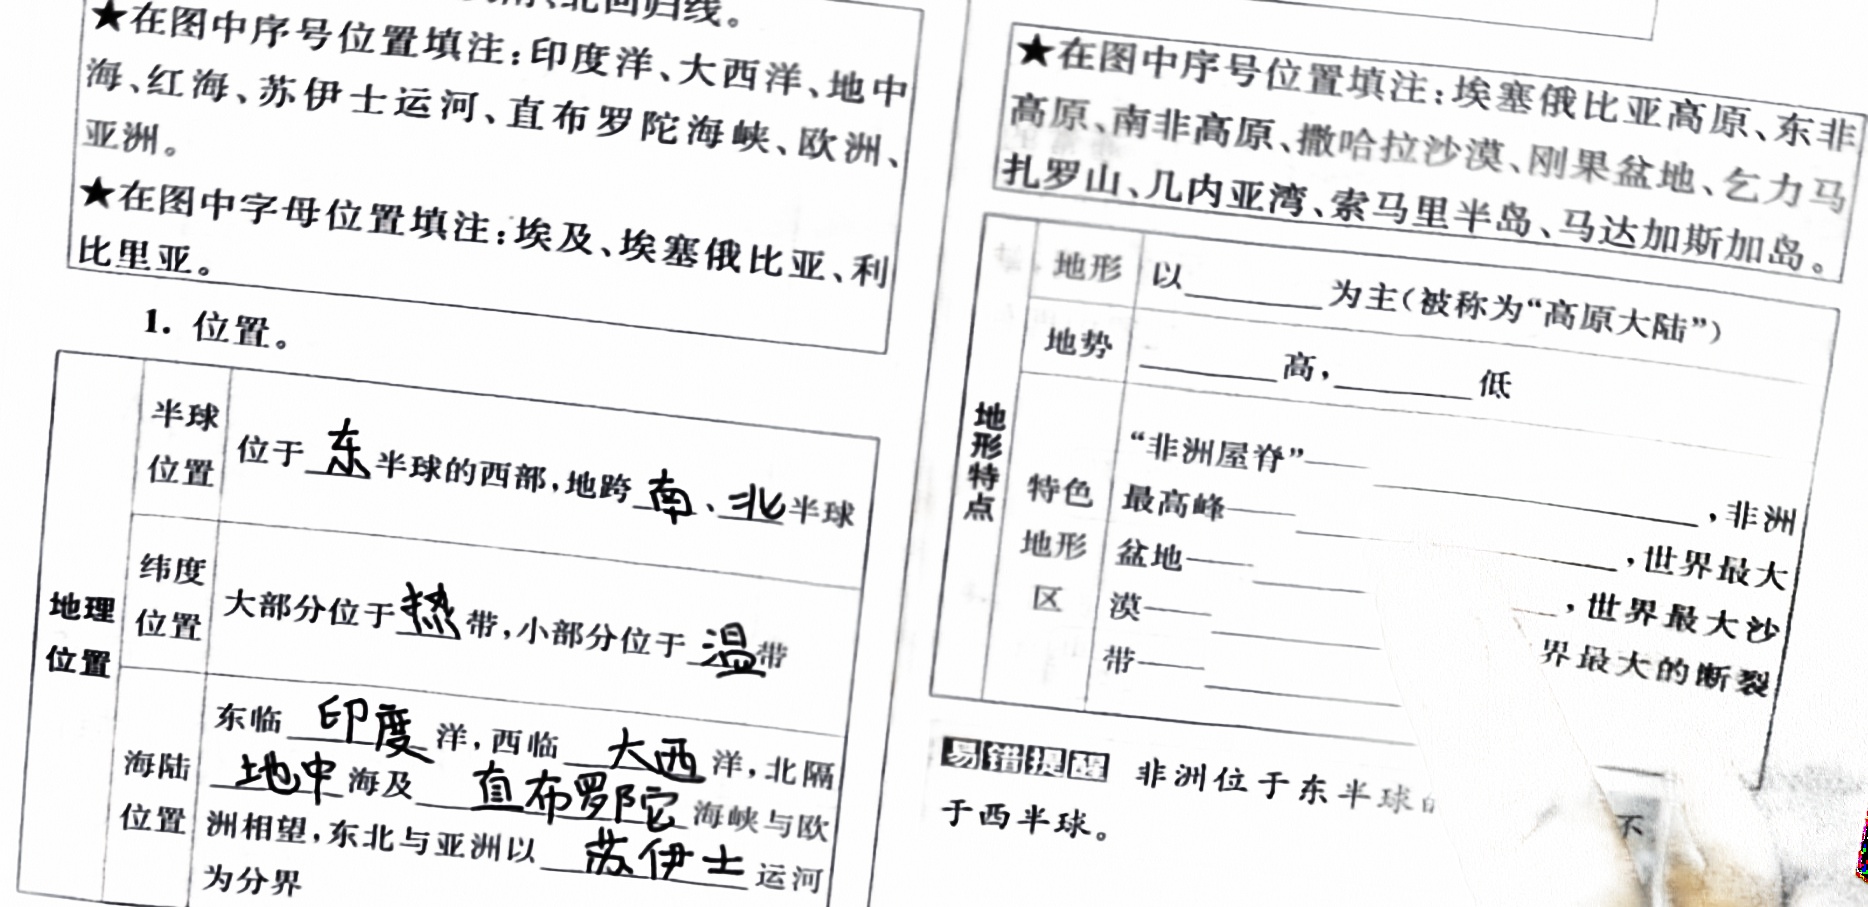 北回归线。
★在图中序号位置填注:印度洋、大西洋、地中
海、红海、苏伊士运河、直布罗陀海峡、欧洲、
亚洲。
★在图中字母位置填注:埃及、埃塞俄比亚、利
比里亚。
1. 位置。
地理
位置
半球
位置
位于东半球的西部,地跨南、北半球
纬度
位置
大部分位于热带,小部分位于温带
海陆
位置
东临印度洋,西临大西洋,北隔
地中海及直布罗陀海峡与欧
洲相望,东北与亚洲以苏伊士运河
为分界
★在图中序号位置填注:埃塞俄比亚高原、东非
高原、南非高原、撒哈拉沙漠、刚果盆地、乞力马
扎罗山、几内亚湾、索马里半岛、马达加斯加岛。
地形特点
地形
以______为主(被称为“高原大陆”)
地势
______高,______低
特色
地形
区
“非洲屋脊”——______,非洲
最高峰——______,世界最大
盆地——______,世界最大沙
漠——______界最大的断裂
带——______
易错提醒 非洲位于东半球
于西半球。
不